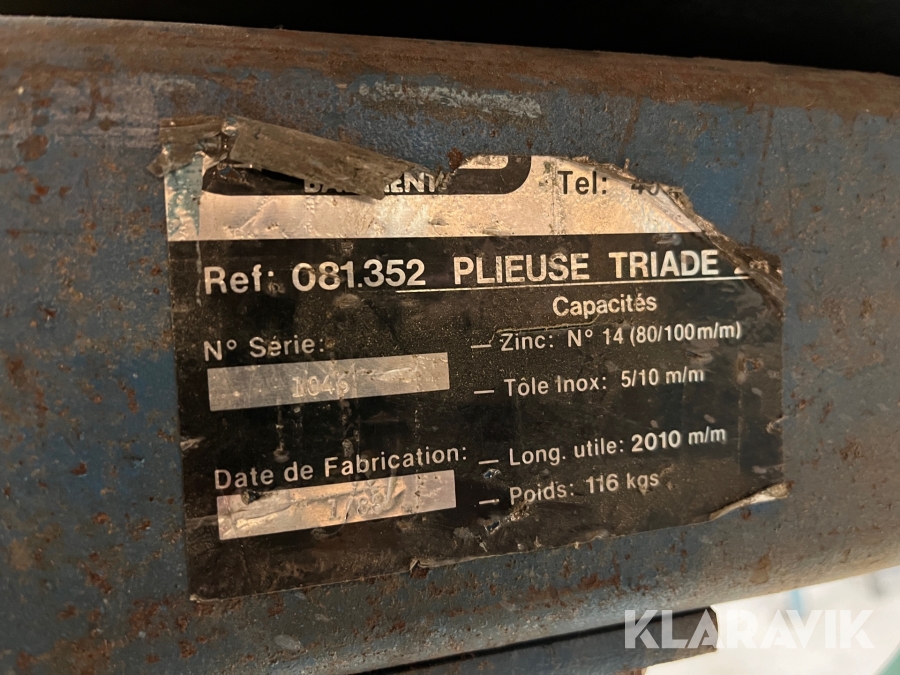 Tel:
Ref: 081.352 PLIEUSE TRIADE
Capacités
N° Série:
— Zinc: N° 14 (80/100 m/m)
— Tôle Inox: 5/10 m/m
Date de Fabrication:
— Long. utile: 2010 m/m
— Poids: 116 kgs
KLARAVIK